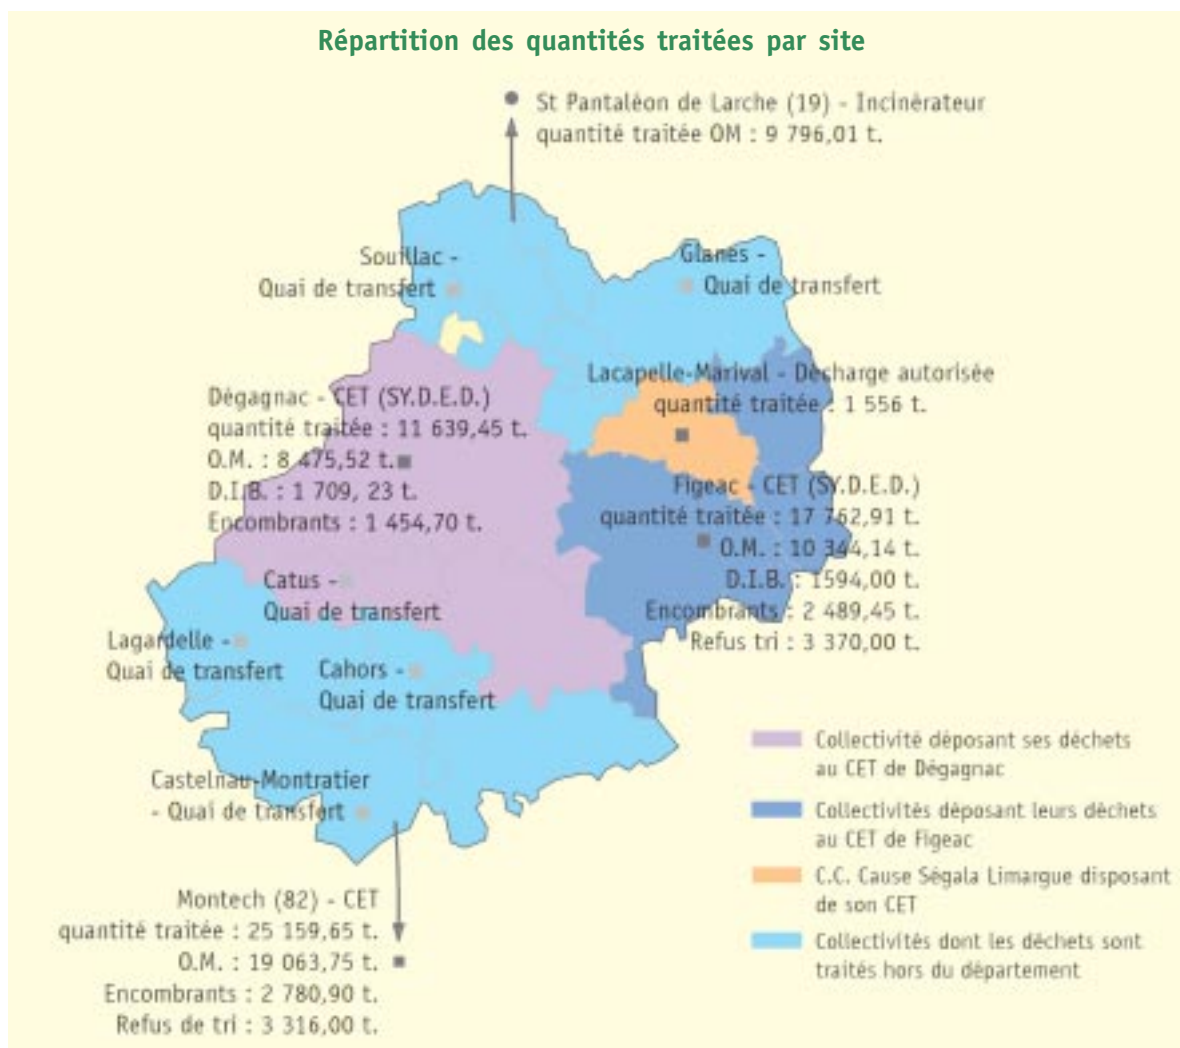 Répartition des quantités traitées par site
St Pantaléon de Larche (19) - Incinérateur
quantité traitée OM : 9 796,01 t.
Souillac -
Quai de transfert
Glanes -
Quai de transfert
Lacapelle-Marival - Décharge autorisée
quantité traitée : 1 556 t.
Dégagnac - CET (SY.D.E.D.)
quantité traitée : 11 639,45 t.
O.M. : 8 475,52 t.
D.I.B. : 1 709, 23 t.
Encombrants : 1 454,70 t.
Figeac - CET (SY.D.E.D.)
quantité traitée : 17 762,91 t.
O.M. : 10 344,14 t.
D.I.B. : 1594,00 t.
Encombrants : 2 489,45 t.
Refus tri : 3 370,00 t.
Catus -
Quai de transfert
Lagardelle -
Quai de transfert
Cahors -
Quai de transfert
Castelnau-Montratier
- Quai de transfert
Montech (82) - CET
quantité traitée : 25 159,65 t.
O.M. : 19 063,75 t.
Encombrants : 2 780,90 t.
Refus de tri : 3 316,00 t.
Collectivité déposant ses déchets
au CET de Dégagnac
Collectivités déposant leurs déchets
au CET de Figeac
C.C. Cause Ségala Limargue disposant
de son CET
Collectivités dont les déchets sont
traités hors du département